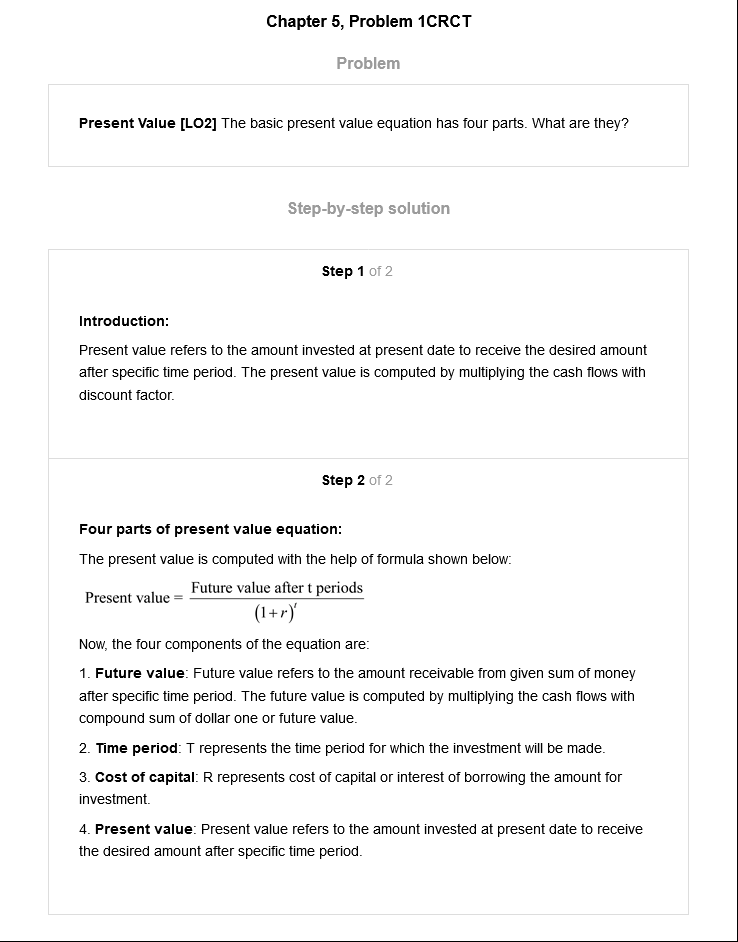 Chapter 5, Problem 1CRCT
Problem
Present Value [LO2] The basic present value equation has four parts. What are they?
Step-by-step solution
Step 1 of 2
Introduction:
Present value refers to the amount invested at present date to receive the desired amount
after specific time period. The present value is computed by multiplying the cash flows with
discount factor.
Step 2 of 2
Four parts of present value equation:
The present value is computed with the help of formula shown below:
Present value = Future value after t periods
(1+r)^t
Now, the four components of the equation are:
1. Future value: Future value refers to the amount receivable from given sum of money
after specific time period. The future value is computed by multiplying the cash flows with
compound sum of dollar one or future value.
2. Time period: T represents the time period for which the investment will be made.
3. Cost of capital: R represents cost of capital or interest of borrowing the amount for
investment.
4. Present value: Present value refers to the amount invested at present date to receive
the desired amount after specific time period.